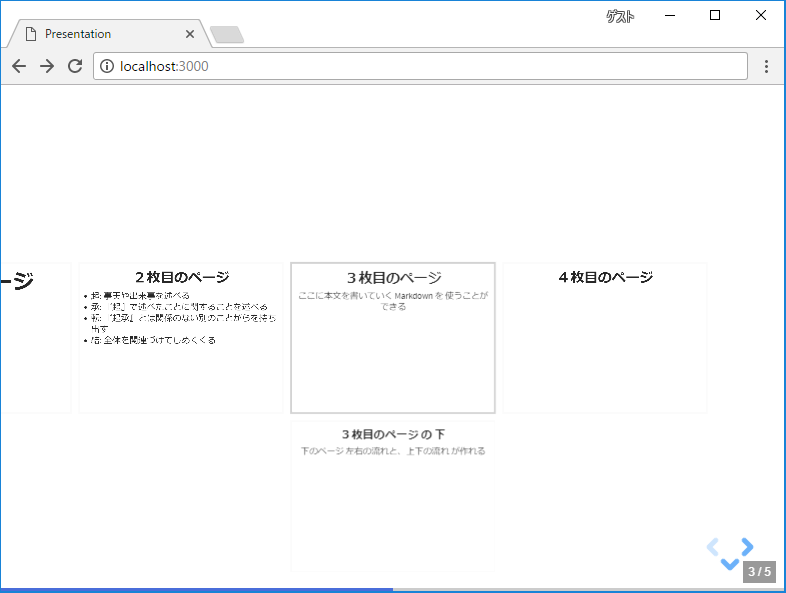 ゲスト
Presentation
localhost:3000
ージ
２枚目のページ
• 起: 事実や出来事を述べる
• 承: 『起』で述べたことに関することを述べる
• 転: 『起承』とは関係のない別のことがらを持ち
出す
• 結: 全体を関連づけてしめくくる
３枚目のページ
ここに本文を書いていく Markdown を使うことが
できる
４枚目のページ
３枚目のページ の 下
下のページ 左右の流れと、上下の流れ が作れる
3 / 5